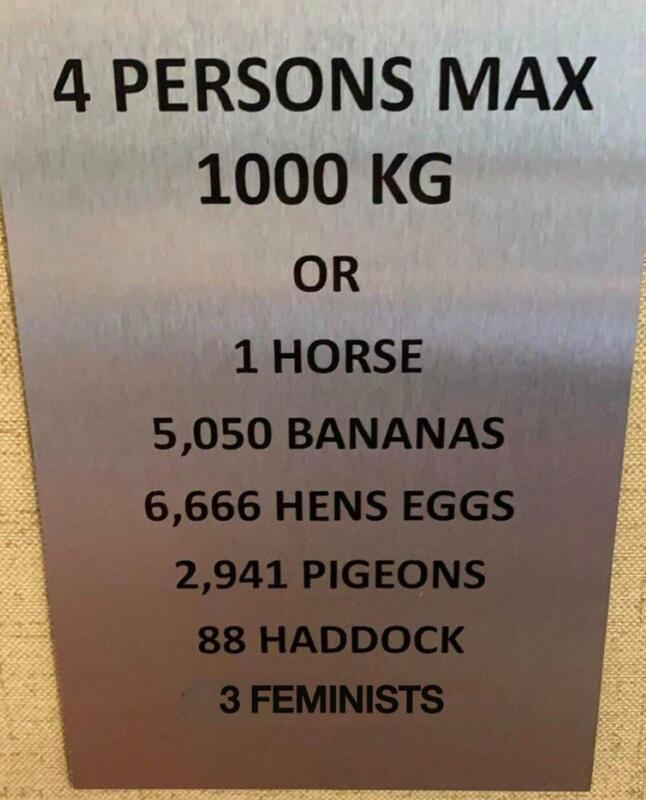 4 PERSONS MAX
1000 KG
OR
1 HORSE
5,050 BANANAS
6,666 HENS EGGS
2,941 PIGEONS
88 HADDOCK
3 FEMINISTS